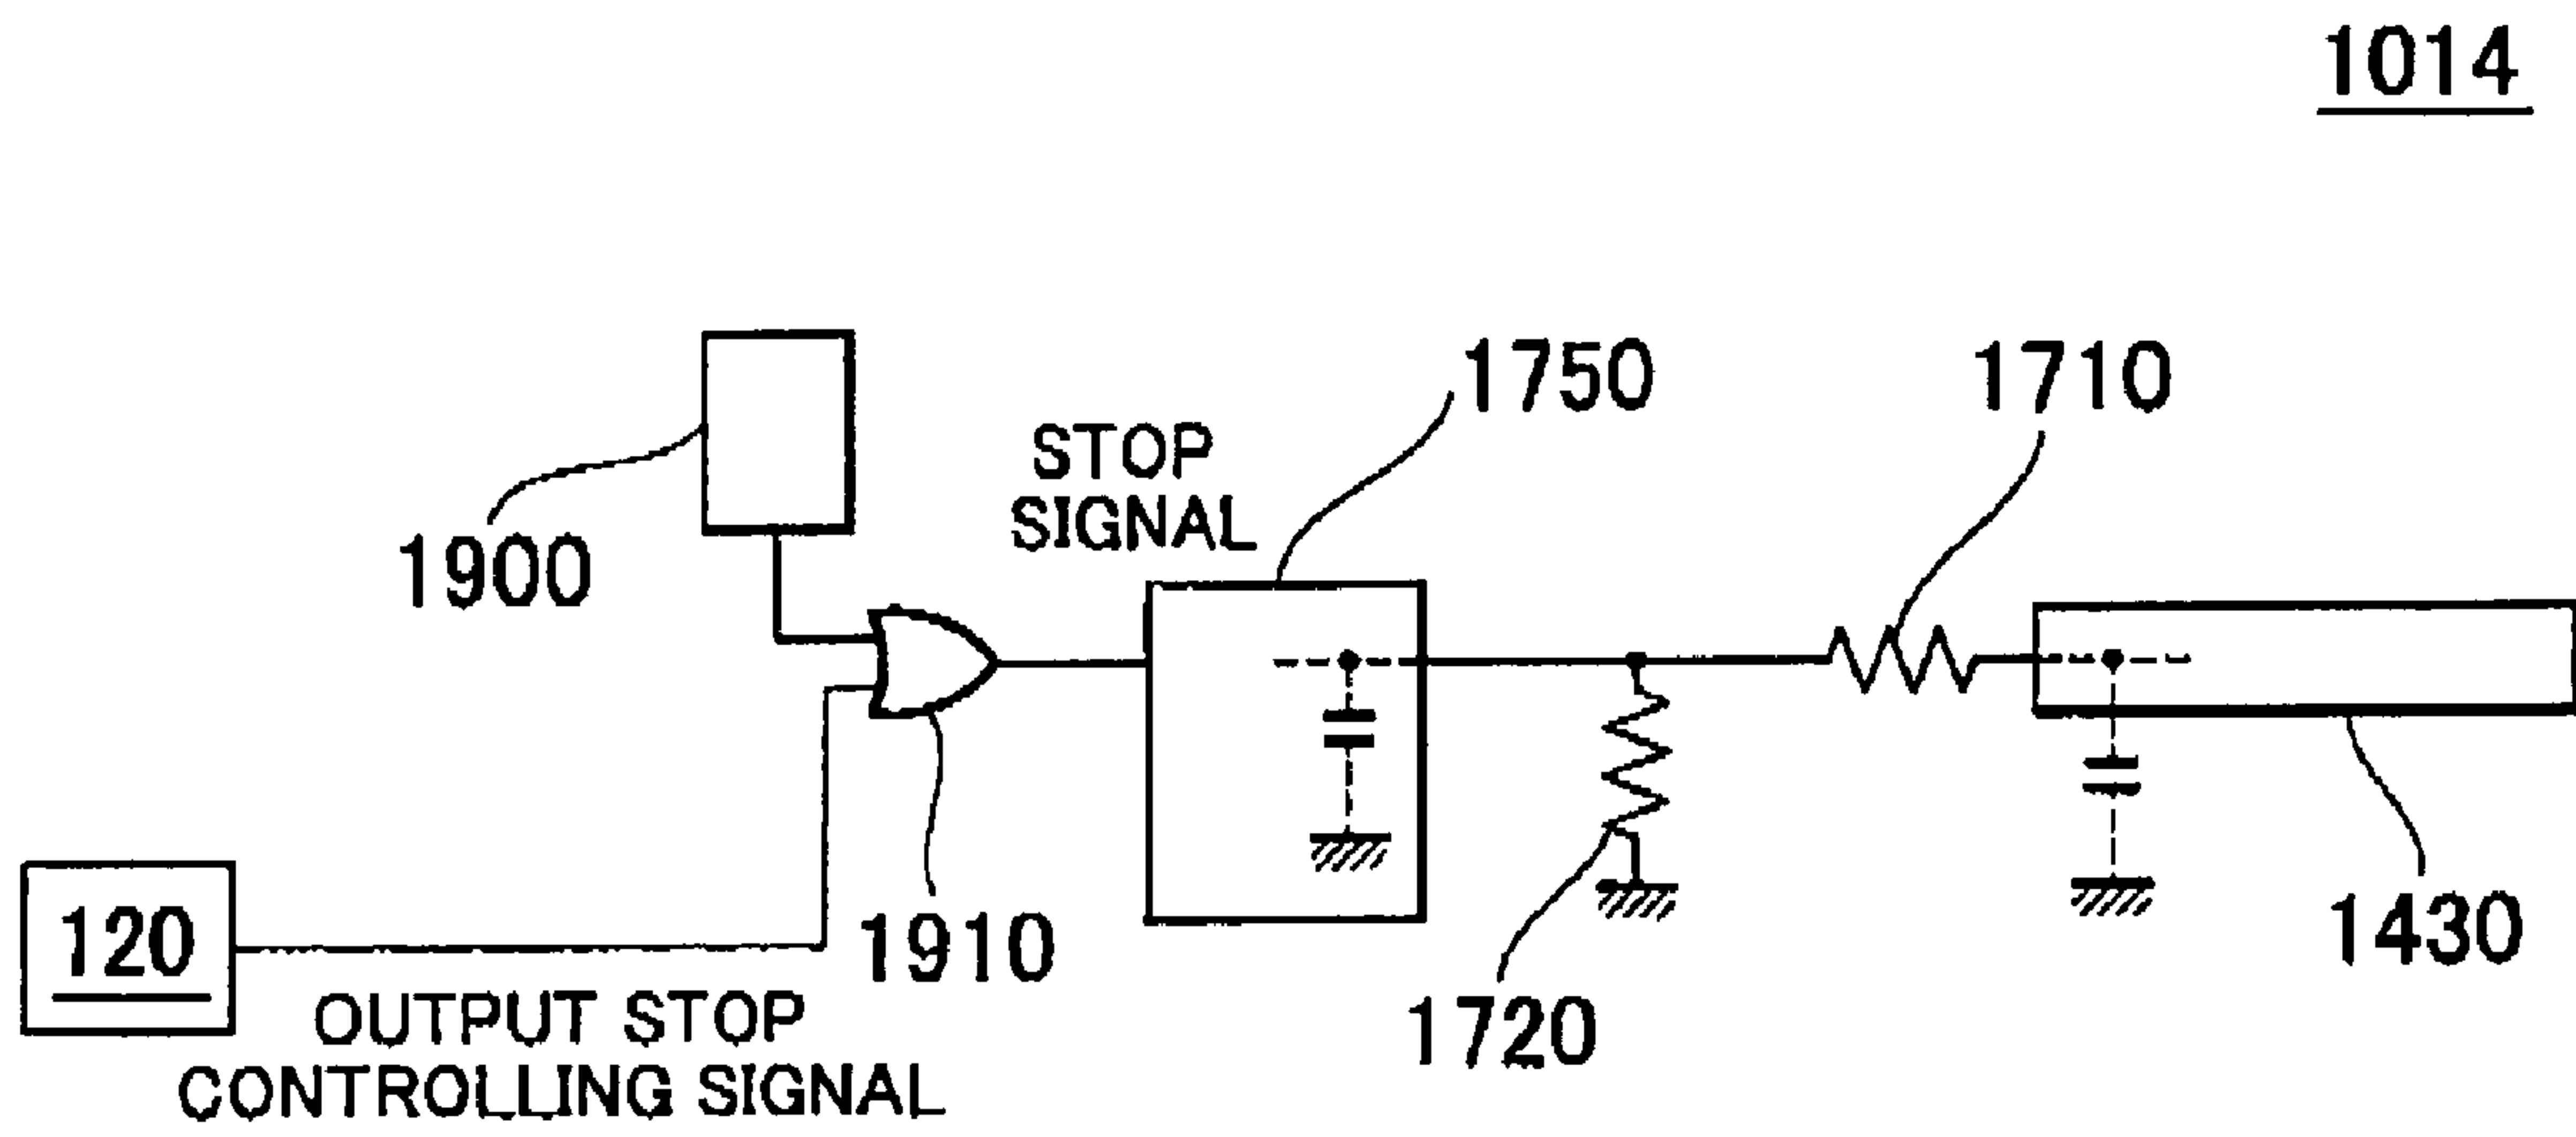 1014
1750
1710
STOP
SIGNAL
1900
1910
1430
120
1720
OUTPUT STOP
CONTROLLING SIGNAL